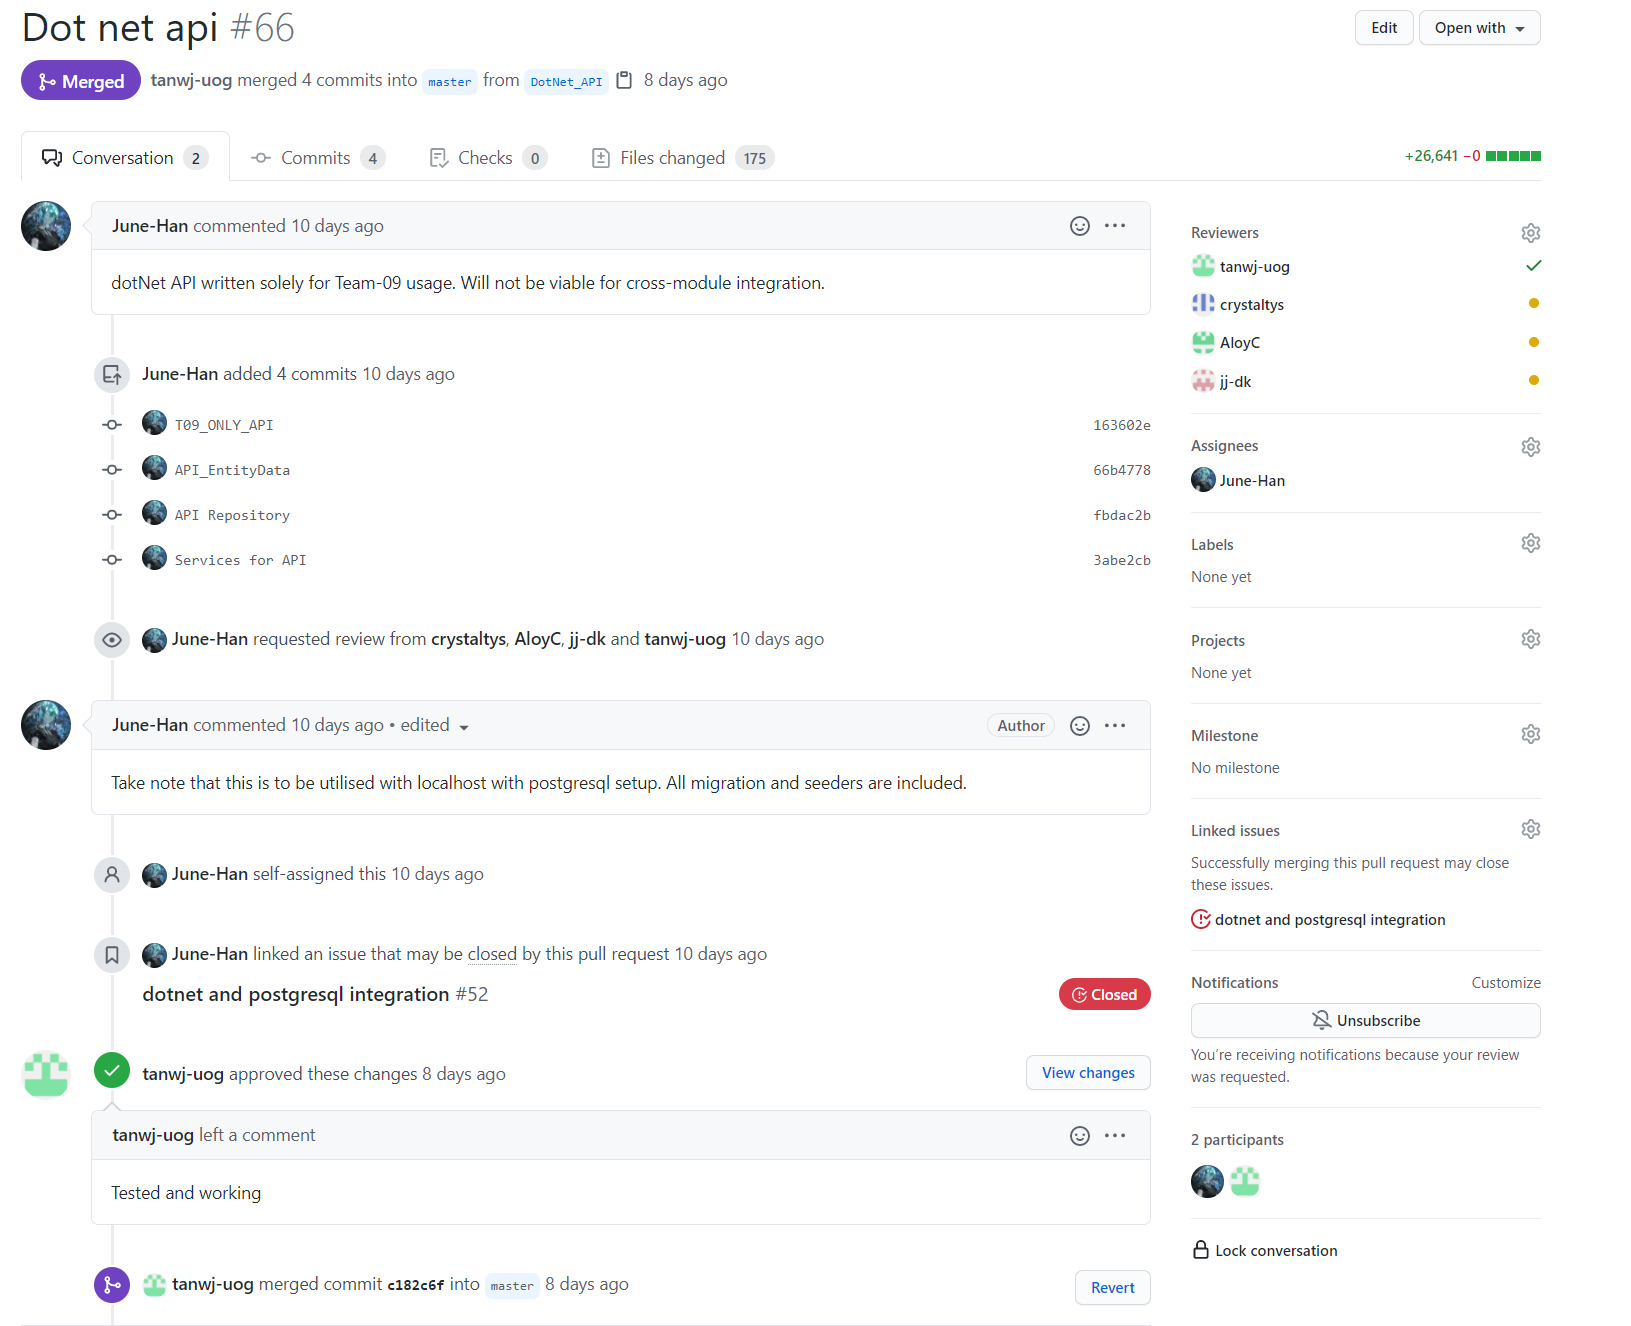 Dot net api #66
Edit
Open with
Merged
tanwj-uog merged 4 commits into master from DotNet_API 8 days ago
Conversation 2
Commits 4
Checks 0
Files changed 175
+26,641 −0
June-Han commented 10 days ago
dotNet API written solely for Team-09 usage. Will not be viable for cross-module integration.
June-Han added 4 commits 10 days ago
T09_ONLY_API 163602e
API_EntityData 66b4778
API Repository fbdac2b
Services for API 3abe2cb
June-Han requested review from crystaltys, AloyC, jj-dk and tanwj-uog 10 days ago
June-Han commented 10 days ago • edited
Author
Take note that this is to be utilised with localhost with postgresql setup. All migration and seeders are included.
June-Han self-assigned this 10 days ago
June-Han linked an issue that may be closed by this pull request 10 days ago
dotnet and postgresql integration #52
Closed
tanwj-uog approved these changes 8 days ago
View changes
tanwj-uog left a comment
Tested and working
tanwj-uog merged commit c182c6f into master 8 days ago
Revert
Reviewers
tanwj-uog
crystaltys
AloyC
jj-dk
Assignees
June-Han
Labels
None yet
Projects
None yet
Milestone
No milestone
Linked issues
Successfully merging this pull request may close
these issues.
dotnet and postgresql integration
Notifications
Customize
Unsubscribe
You're receiving notifications because your review
was requested.
2 participants
Lock conversation